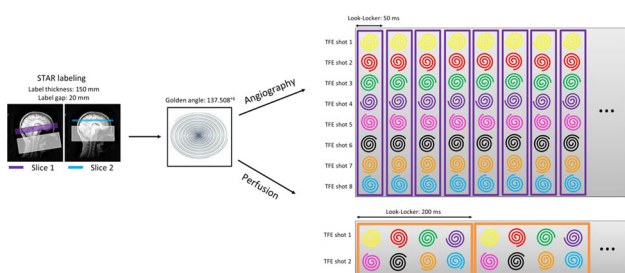 Look-Locker: 50 ms
TFE shot 1
TFE shot 2
TFE shot 3
TFE shot 4
TFE shot 5
TFE shot 6
TFE shot 7
TFE shot 8
...
STAR labeling
Label thickness: 150 mm
Label gap: 20 mm
Slice 1
Slice 2
Golden angle: 137.508°
Angiography
Perfusion
Look-Locker: 200 ms
TFE shot 1
TFE shot 2
...